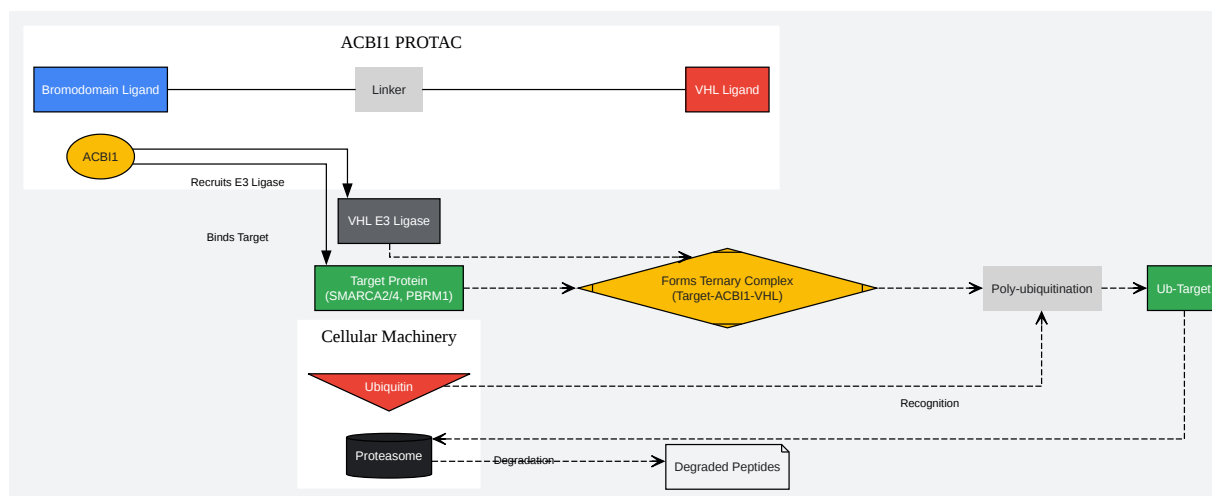 ACBI1 PROTAC
Bromodomain Ligand
Linker
VHL Ligand
ACBI1
Recruits E3 Ligase
VHL E3 Ligase
Binds Target
Target Protein
(SMARCA2/4, PBRM1)
Forms Ternary Complex
(Target-ACBI1-VHL)
Poly-ubiquitination
Ub-Target
Cellular Machinery
Ubiquitin
Recognition
Proteasome
Degradation
Degraded Peptides